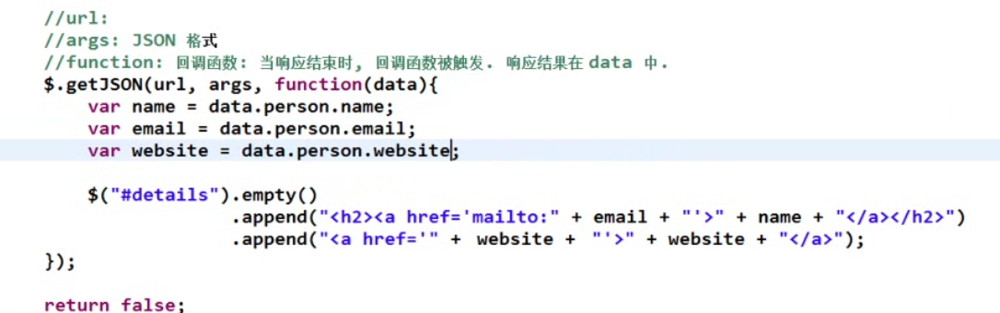 //url:
//args: JSON 格式
//function: 回调函数: 当响应结束时, 回调函数被触发. 响应结果在 data 中.
$.getJSON(url, args, function(data){
    var name = data.person.name;
    var email = data.person.email;
    var website = data.person.website;
    $("#details").empty()
                 .append("<h2><a href='mailto:" + email + "'>" + name + "</a></h2>")
                 .append("<a href='" + website + "'>" + website + "</a>");
});
return false;